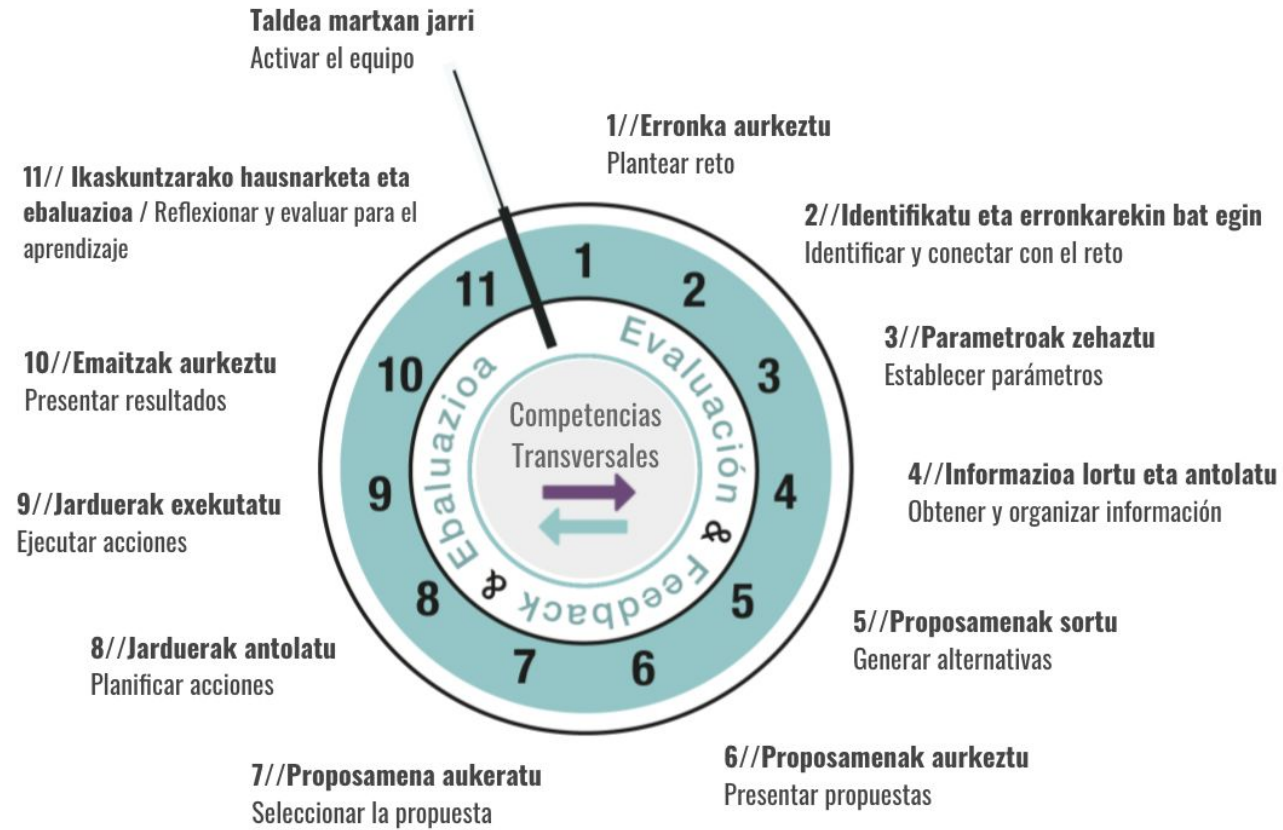 Taldea martxan jarri
Activar el equipo
1//Erronka aurkeztu
Plantear reto
2//Identifikatu eta erronkarekin bat egin
Identificar y conectar con el reto
3//Parametroak zehaztu
Establecer parámetros
4//Informazioa lortu eta antolatu
Obtener y organizar información
5//Proposamenak sortu
Generar alternativas
6//Proposamenak aurkeztu
Presentar propuestas
7//Proposamena aukeratu
Seleccionar la propuesta
8//Jarduerak antolatu
Planificar acciones
9//Jarduerak exekutatu
Ejecutar acciones
10//Emaitzak aurkeztu
Presentar resultados
11// Ikaskuntzarako hausnarketa eta
ebaluazioa / Reflexionar y evaluar para el
aprendizaje
1
2
3
4
5
6
7
8
9
10
11
Evaluación & Feedback & Ebaluazioa
Competencias
Transversales